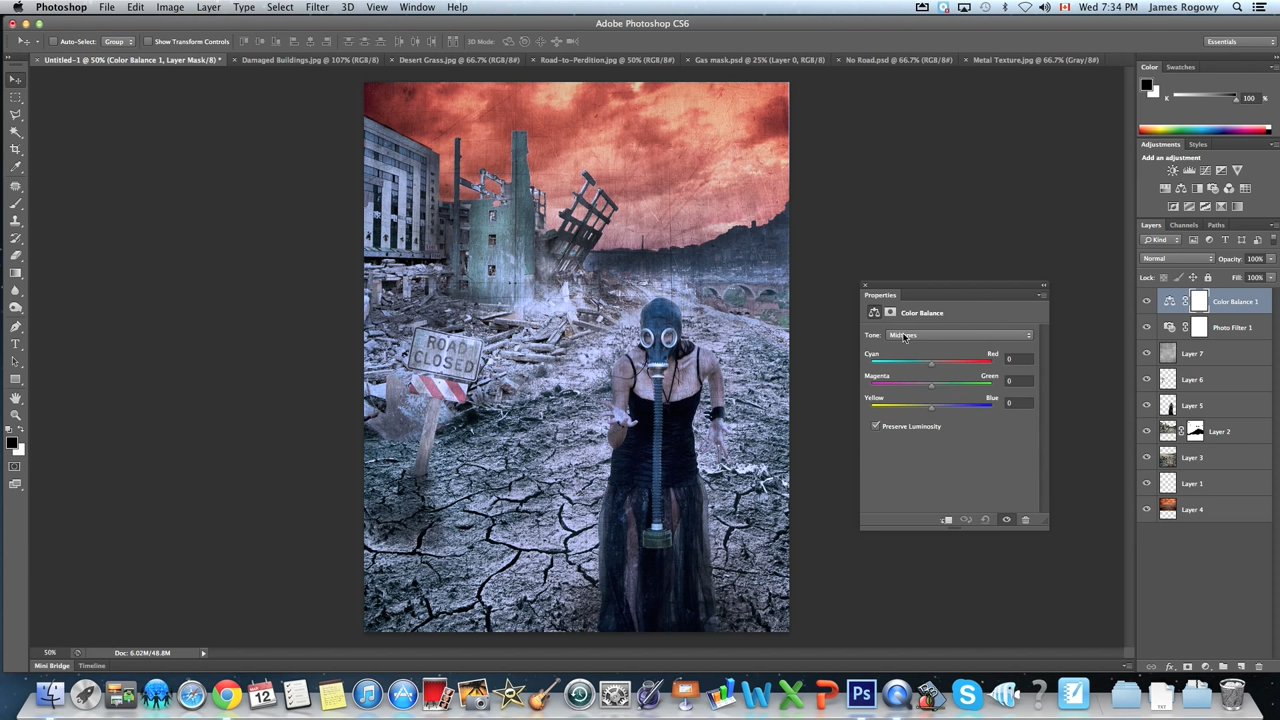 Photoshop File Edit Image Layer Type Select Filter 3D View Window Help Wed 7:34 PM James Rogowy
Adobe Photoshop CS6
Auto-Select: Group Show Transform Controls 3D Mode: Essentials
Untitled-1 @ 50% (Color Balance 1, Layer Mask/8) * Damaged Buildings.jpg @ 107% (RGB/8) Desert Grass.jpg @ 66.7% (RGB/8#) Road-to-Perdition.jpg @ 50% (RGB/8#) Gas mask.psd @ 25% (Layer 0, RGB/8) No Road.psd @ 66.7% (RGB/8#) Metal Texture.jpg @ 66.7% (Gray/8#)
Color Swatches
K 100 %
Adjustments Styles
Add an adjustment
Layers Channels Paths
Kind
Normal Opacity: 100%
Lock: Fill: 100%
Color Balance 1
Photo Filter 1
Layer 7
Layer 6
Layer 5
Layer 2
Layer 3
Layer 1
Layer 4
Properties
Color Balance
Tone: Midtones
Cyan Red 0
Magenta Green 0
Yellow Blue 0
Preserve Luminosity
ROAD
CLOSED
50% Doc: 6.02M/48.8M
Mini Bridge Timeline
12
Ps
TXT